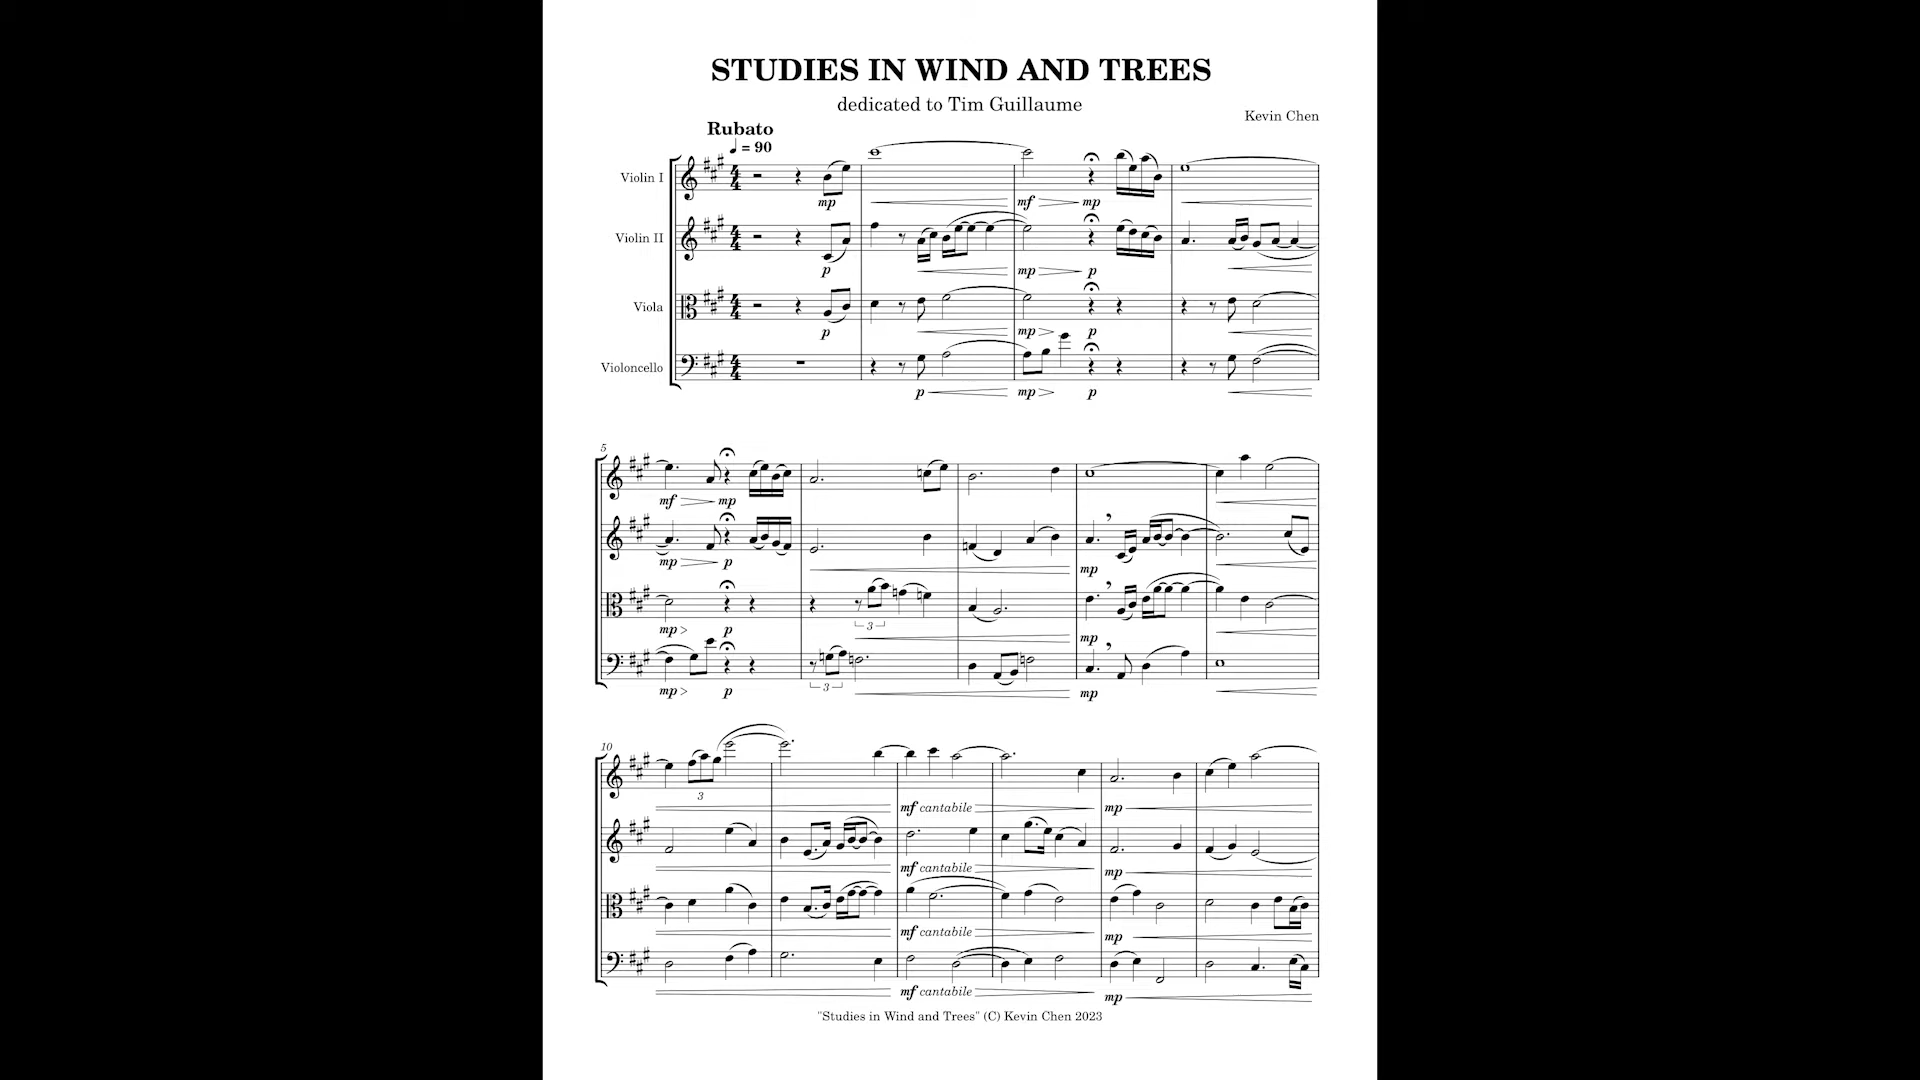 STUDIES IN WIND AND TREES
dedicated to Tim Guillaume
Kevin Chen
Rubato
= 90
Violin I
mp mf mp
Violin II
p mp p
Viola
p mp p
Violoncello
p mp p
5
mf mp
mp p mp
mp p 3 mp
mp p 3 mp
10
3 mf cantabile mp
mf cantabile mp
mf cantabile mp
mf cantabile mp
"Studies in Wind and Trees" (C) Kevin Chen 2023